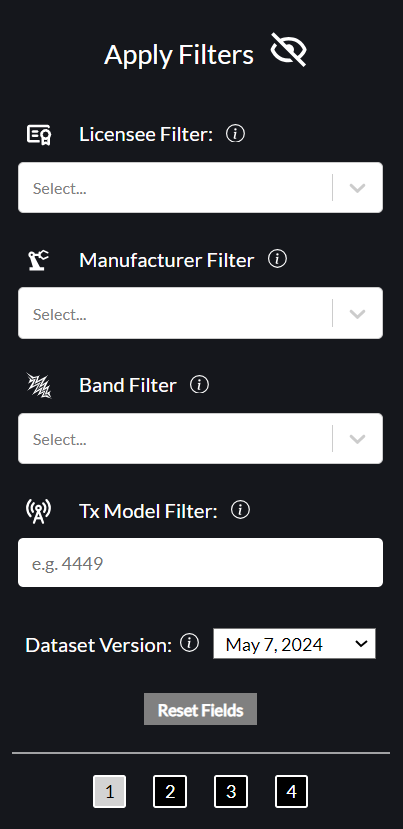 Apply Filters
Licensee Filter: i
Select...
Manufacturer Filter i
Select...
Band Filter i
Select...
Tx Model Filter: i
e.g. 4449
Dataset Version: i May 7, 2024
Reset Fields
1 2 3 4